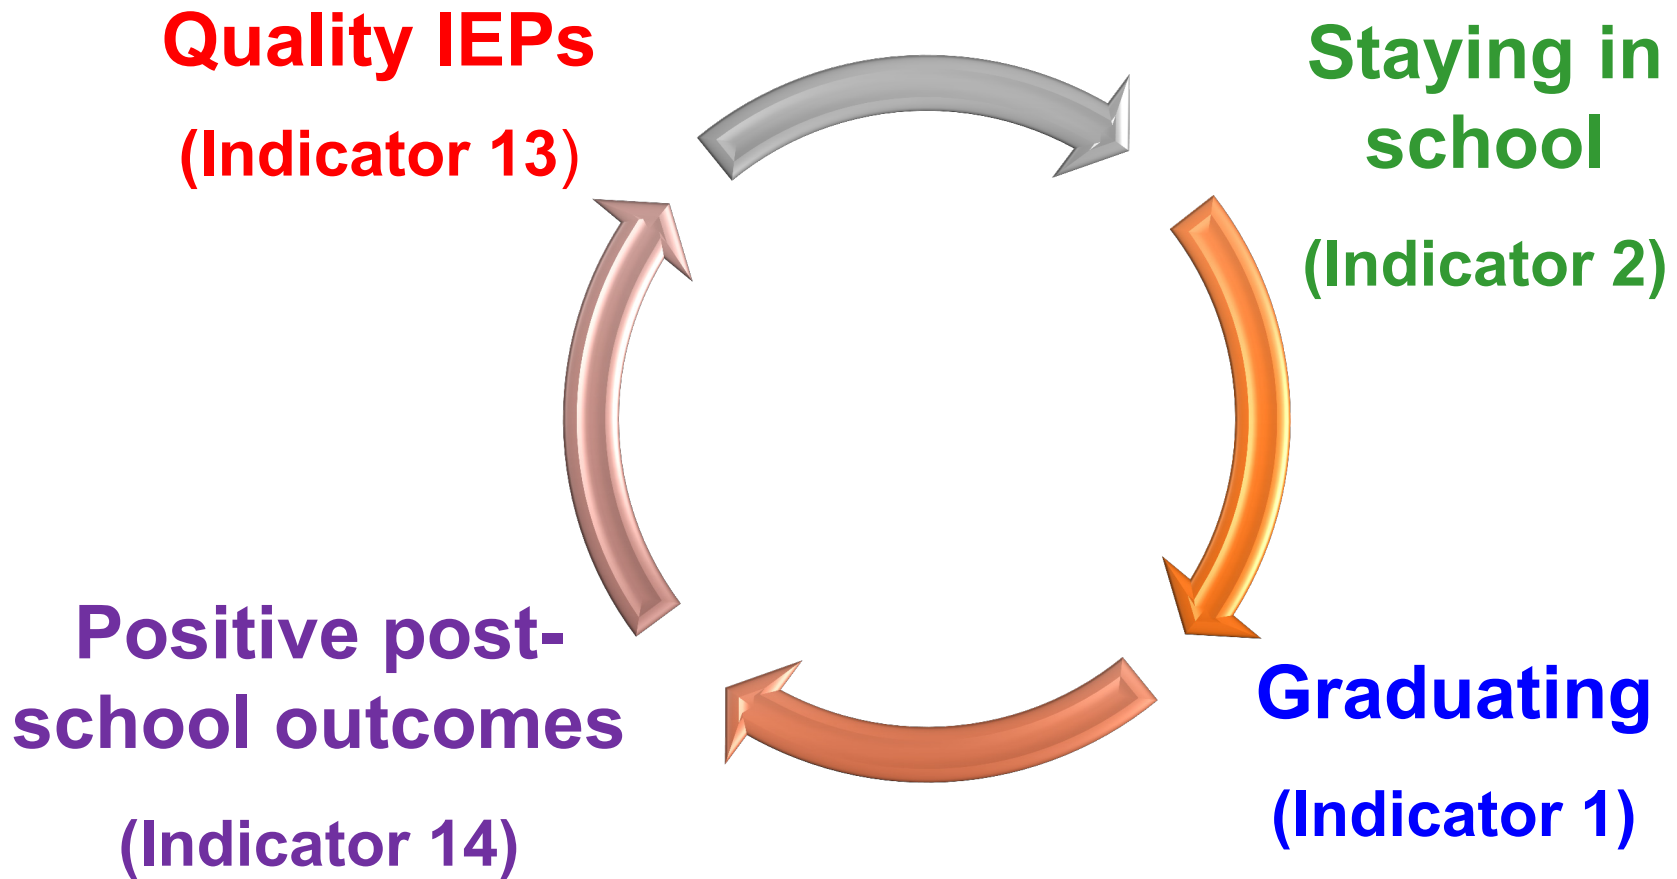 Quality IEPs
(Indicator 13)
Staying in
school
(Indicator 2)
Graduating
(Indicator 1)
Positive post-
school outcomes
(Indicator 14)